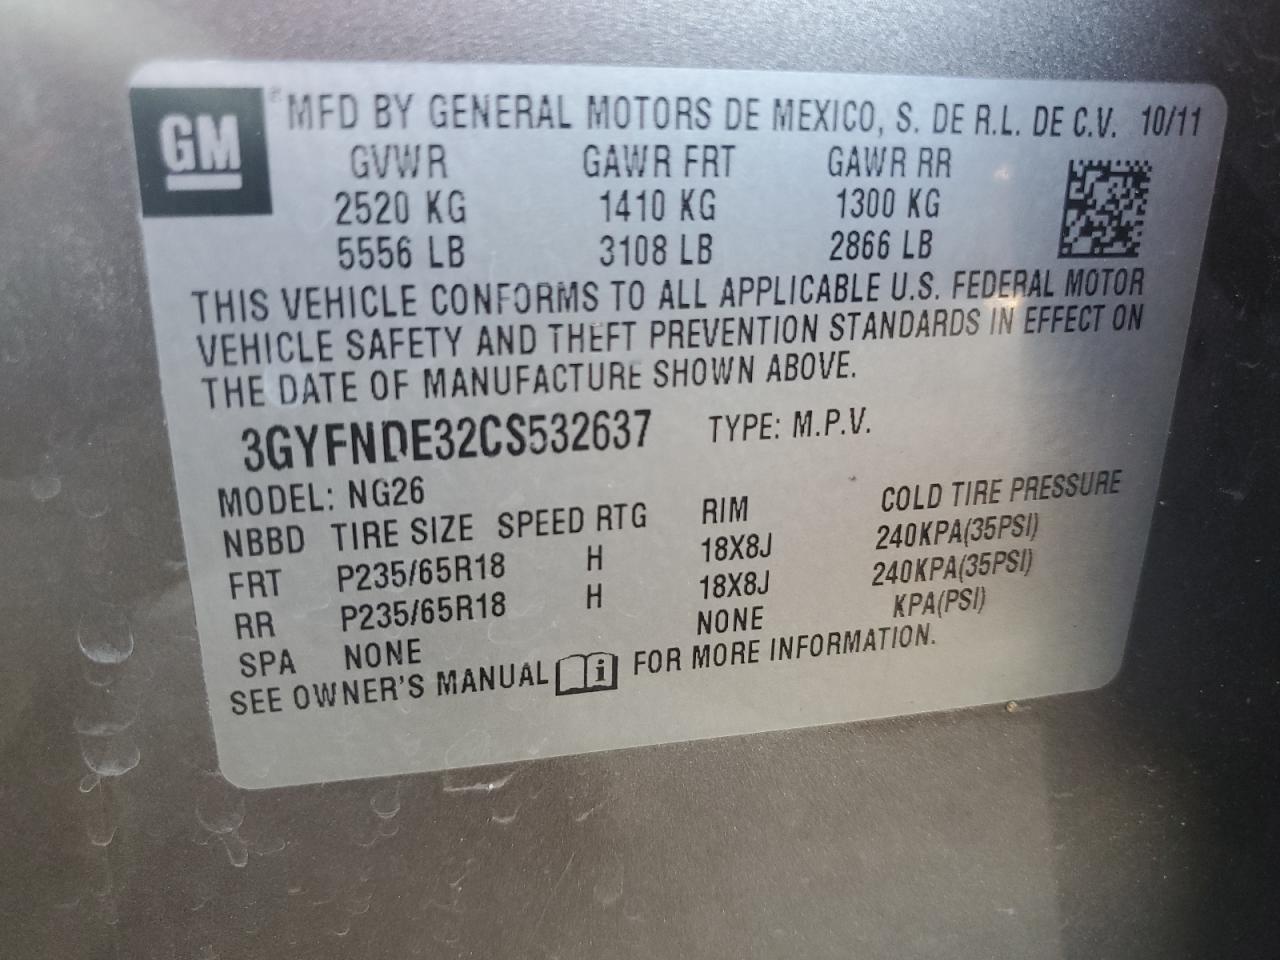 GM
® MFD BY GENERAL MOTORS DE MEXICO, S. DE R.L. DE C.V. 10/11
GVWR GAWR FRT GAWR RR
2520 KG 1410 KG 1300 KG
5556 LB 3108 LB 2866 LB
THIS VEHICLE CONFORMS TO ALL APPLICABLE U.S. FEDERAL MOTOR
VEHICLE SAFETY AND THEFT PREVENTION STANDARDS IN EFFECT ON
THE DATE OF MANUFACTURE SHOWN ABOVE.
3GYFNDE32CS532637 TYPE: M.P.V.
MODEL: NG26
NBBD TIRE SIZE SPEED RTG RIM COLD TIRE PRESSURE
FRT P235/65R18 H 18X8J 240KPA(35PSI)
RR P235/65R18 H 18X8J 240KPA(35PSI)
SPA NONE NONE KPA(PSI)
SEE OWNER'S MANUAL i FOR MORE INFORMATION.